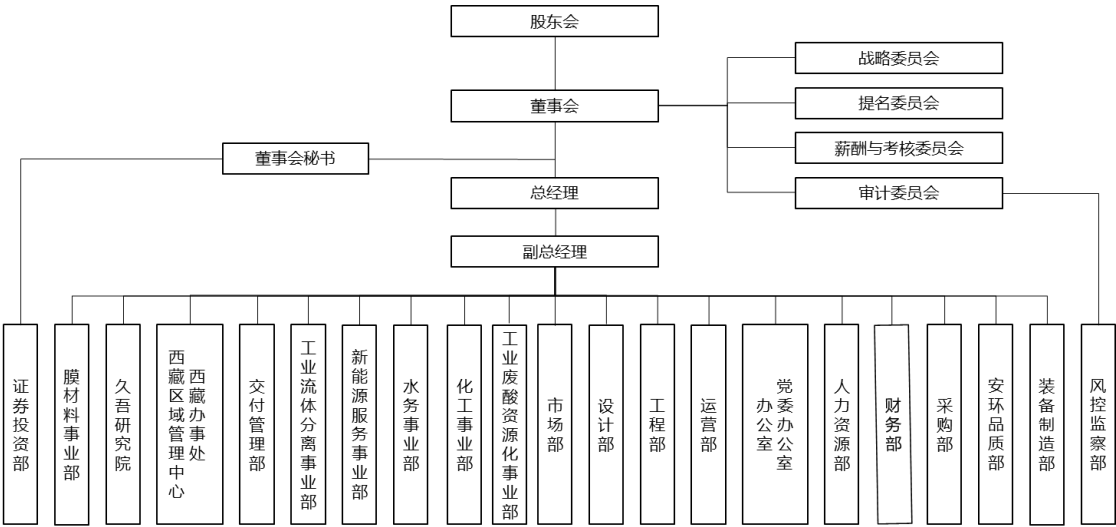 股东会
战略委员会
董事会
提名委员会
薪酬与考核委员会
董事会秘书
总经理
审计委员会
副总经理
证券投资部
膜材料事业部
久吾研究院
西藏办事处
西藏区域管理中心
交付管理部
工业流体分离事业部
新能源服务事业部
水务事业部
化工事业部
工业废酸资源化事业部
市场部
设计部
工程部
运营部
党委办公室
办公室
人力资源部
财务部
采购部
安环品质部
装备制造部
风控监察部